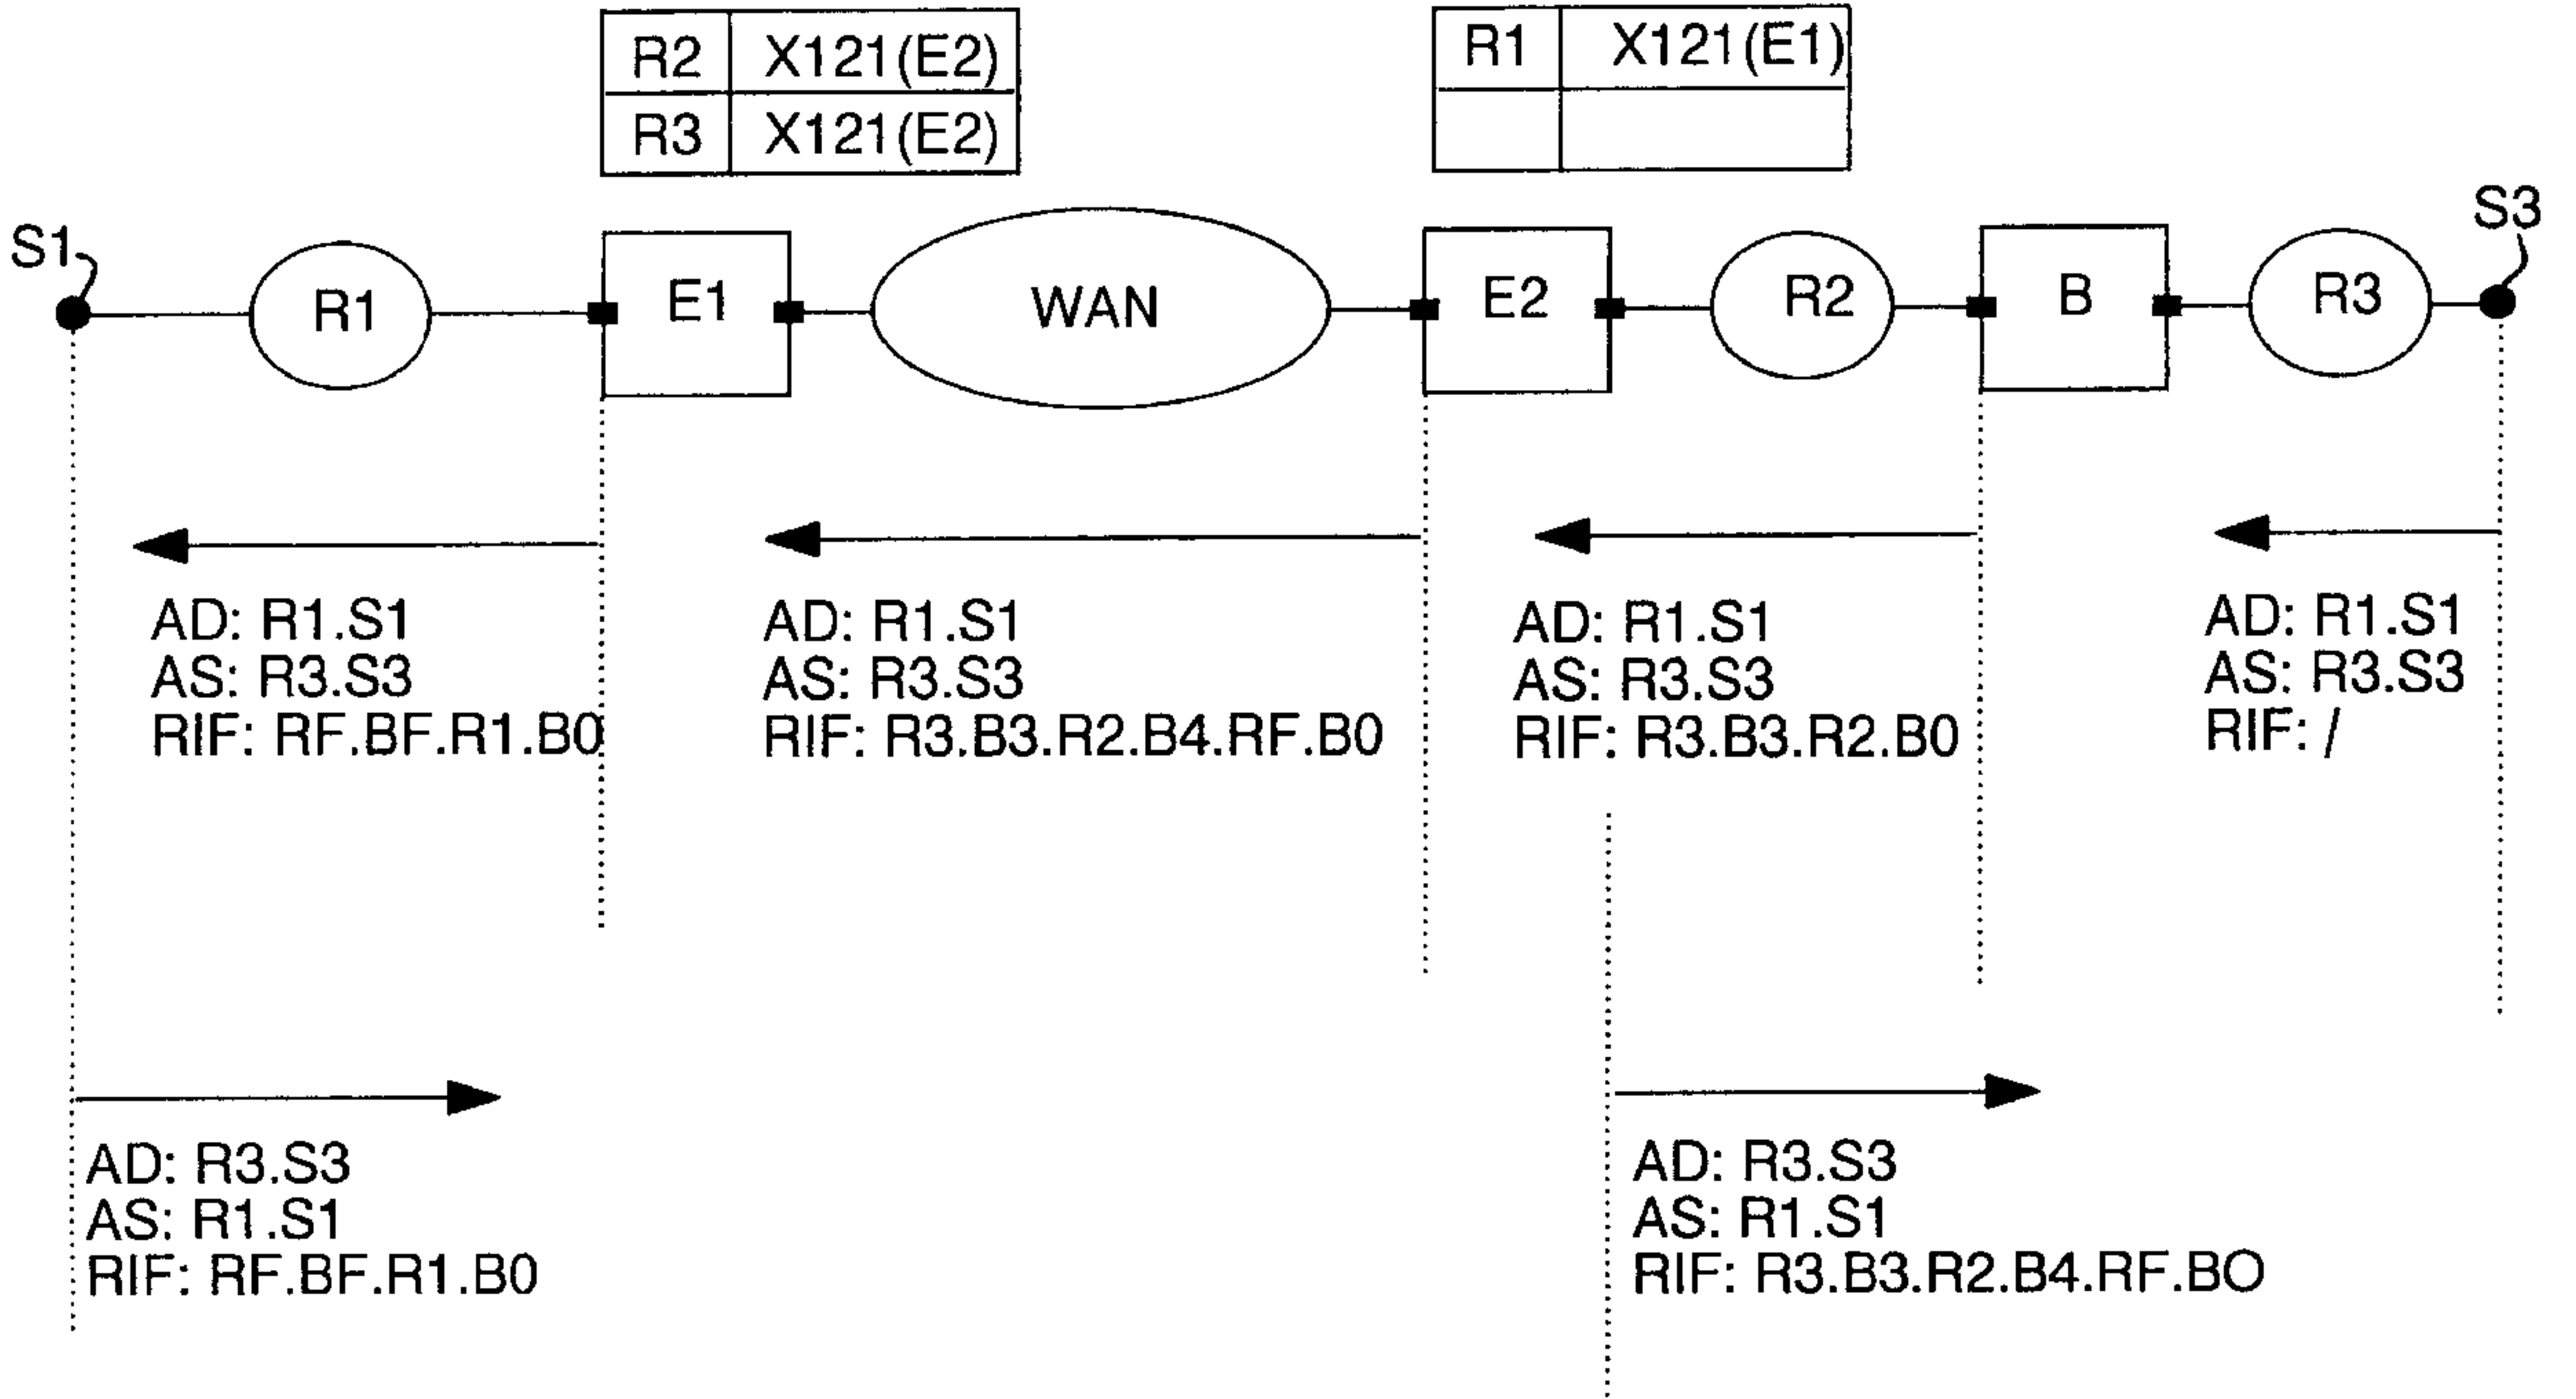 R2 X121(E2)
R3 X121(E2)
R1 X121(E1)
S1
S3
R1
E1
WAN
E2
R2
B
R3
AD: R1.S1
AS: R3.S3
RIF: RF.BF.R1.B0
AD: R1.S1
AS: R3.S3
RIF: R3.B3.R2.B4.RF.B0
AD: R1.S1
AS: R3.S3
RIF: R3.B3.R2.B0
AD: R1.S1
AS: R3.S3
RIF: /
AD: R3.S3
AS: R1.S1
RIF: RF.BF.R1.B0
AD: R3.S3
AS: R1.S1
RIF: R3.B3.R2.B4.RF.BO